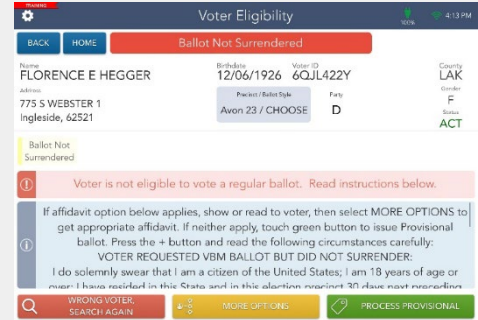 TRAINING
Voter Eligibility
100%
4:13 PM
BACK
HOME
Ballot Not Surrendered
Name
FLORENCE E HEGGER
Birthdate
12/06/1926
Voter ID
6QJL422Y
County
LAK
Address
775 S WEBSTER 1
Ingleside, 62521
Precinct / Ballot Style
Avon 23 / CHOOSE
Party
D
Gender
F
Status
ACT
Ballot Not
Surrendered
Voter is not eligible to vote a regular ballot. Read instructions below.
If affidavit option below applies, show or read to voter, then select MORE OPTIONS to
get appropriate affidavit. If neither apply, touch green button to issue Provisional
ballot. Press the + button and read the following circumstances carefully:
VOTER REQUESTED VBM BALLOT BUT DID NOT SURRENDER:
I do solemnly swear that I am a citizen of the United States; I am 18 years of age or
over; I have resided in this State and in this election precinct 30 days next preceding
WRONG VOTER,
SEARCH AGAIN
MORE OPTIONS
PROCESS PROVISIONAL